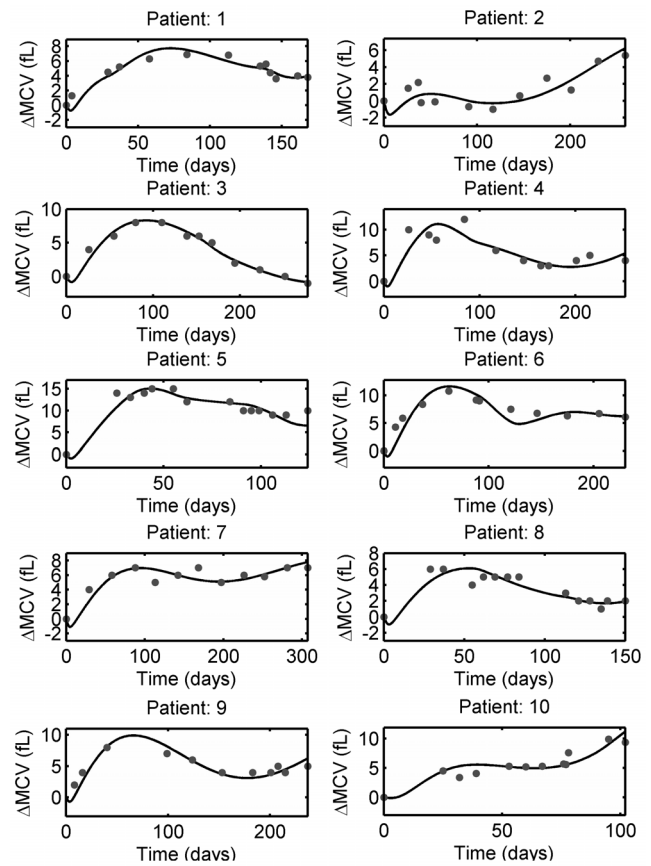 Patient: 1
ΔMCV (fL)
8
6
4
2
0
-2
0 50 100 150
Time (days)
Patient: 2
ΔMCV (fL)
6
4
2
0
-2
0 100 200
Time (days)
Patient: 3
ΔMCV (fL)
10
5
0
0 100 200
Time (days)
Patient: 4
ΔMCV (fL)
10
5
0
0 100 200
Time (days)
Patient: 5
ΔMCV (fL)
15
10
5
0
0 50 100
Time (days)
Patient: 6
ΔMCV (fL)
10
5
0
0 100 200
Time (days)
Patient: 7
ΔMCV (fL)
8
6
4
2
0
-2
0 100 200 300
Time (days)
Patient: 8
ΔMCV (fL)
8
6
4
2
0
-2
0 50 100 150
Time (days)
Patient: 9
ΔMCV (fL)
10
5
0
0 100 200
Time (days)
Patient: 10
ΔMCV (fL)
10
5
0
0 50 100
Time (days)